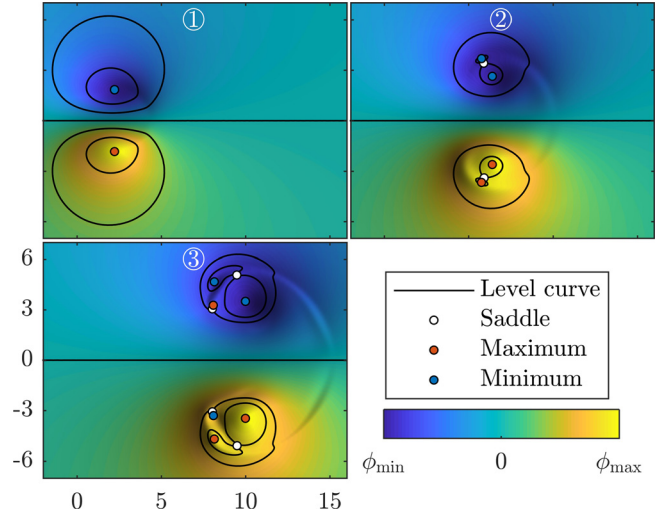 ① ②
③
6
3
0
-3
-6
0 5 10 15
Level curve
Saddle
Maximum
Minimum
ϕmin 0 ϕmax